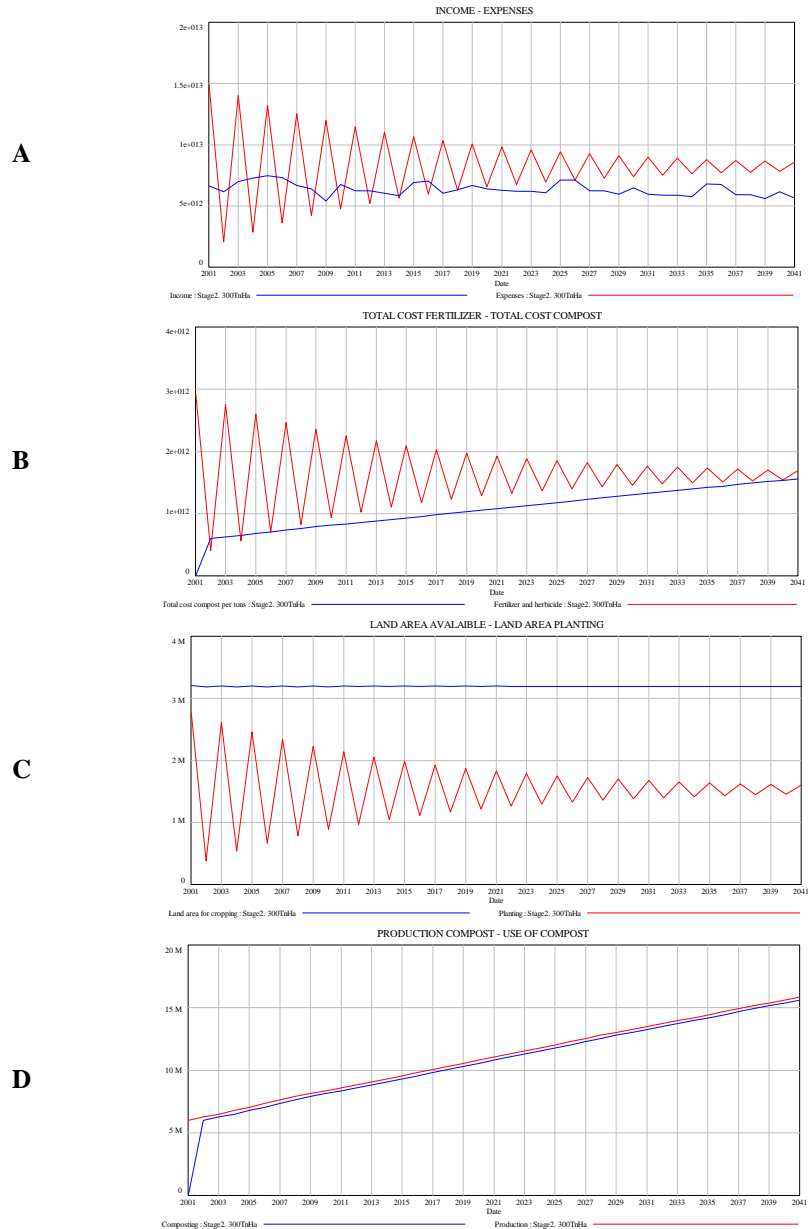 INCOME - EXPENSES
2e+013
1.5e+013
1e+013
5e+012
0
A
2001 2003 2005 2007 2009 2011 2013 2015 2017 2019 2021 2023 2025 2027 2029 2031 2033 2035 2037 2039 2041
Date
Income : Stage2. 300TnHa Expenses : Stage2. 300TnHa
TOTAL COST FERTILIZER - TOTAL COST COMPOST
4e+012
3e+012
2e+012
1e+012
0
B
2001 2003 2005 2007 2009 2011 2013 2015 2017 2019 2021 2023 2025 2027 2029 2031 2033 2035 2037 2039 2041
Date
Total cost compost per tons : Stage2. 300TnHa Fertilizer and herbicide : Stage2. 300TnHa
LAND AREA AVALAIBLE - LAND AREA PLANTING
4 M
3 M
2 M
1 M
0
C
2001 2003 2005 2007 2009 2011 2013 2015 2017 2019 2021 2023 2025 2027 2029 2031 2033 2035 2037 2039 2041
Date
Land area for cropping : Stage2. 300TnHa Planting : Stage2. 300TnHa
PRODUCTION COMPOST - USE OF COMPOST
20 M
15 M
10 M
5 M
0
D
2001 2003 2005 2007 2009 2011 2013 2015 2017 2019 2021 2023 2025 2027 2029 2031 2033 2035 2037 2039 2041
Date
Composting : Stage2. 300TnHa Production : Stage2. 300TnHa